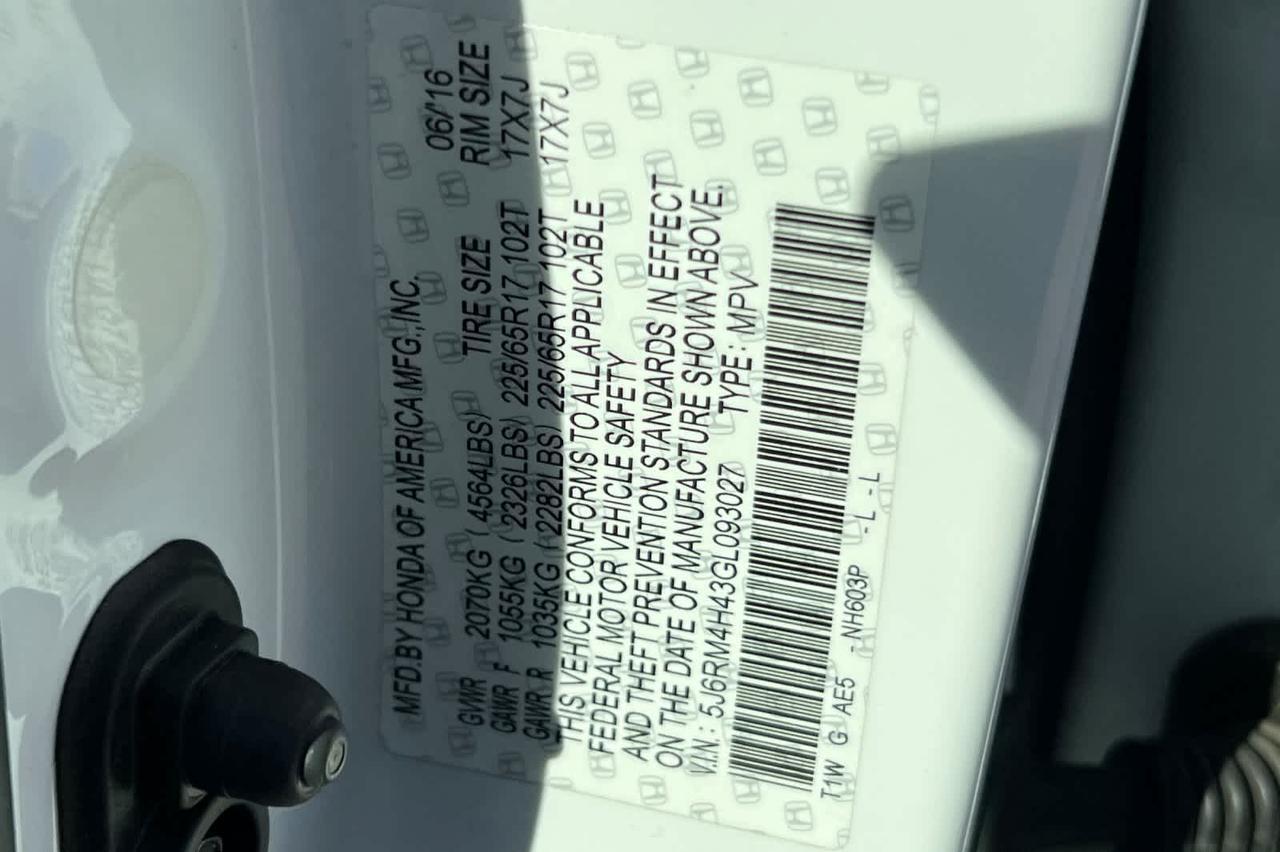 MFD.BY HONDA OF AMERICA MFG.,INC. 06/'16
GVWR 2070KG ( 4564LBS) TIRE SIZE RIM SIZE
GAWR F 1055KG ( 2326LBS) 225/65R17 102T 17X7J
GAWR R 1035KG ( 2282LBS) 225/65R17 102T 17X7J
THIS VEHICLE CONFORMS TO ALL APPLICABLE
FEDERAL MOTOR VEHICLE SAFETY
AND THEFT PREVENTION STANDARDS IN EFFECT
ON THE DATE OF MANUFACTURE SHOWN ABOVE.
V.I.N : 5J6RM4H43GL093027 TYPE : MPV
T1W G: AE5 -NH603P -L -L